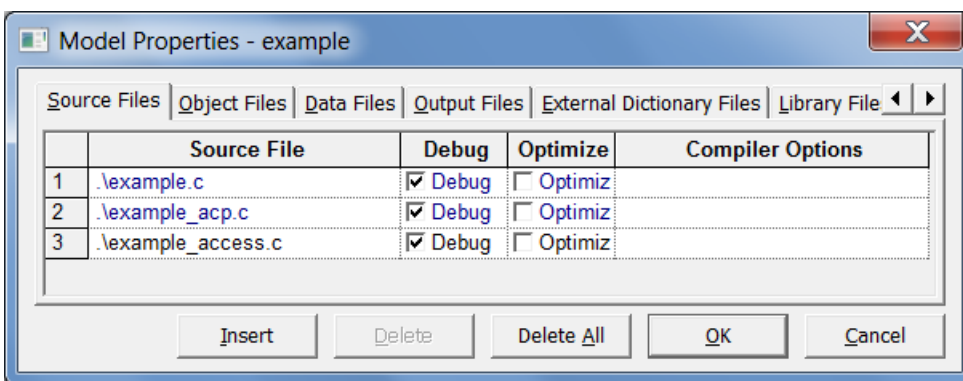 Model Properties - example
Source Files Object Files Data Files Output Files External Dictionary Files Library File
Source File Debug Optimize Compiler Options
1 .\example.c Debug Optimiz
2 .\example_acp.c Debug Optimiz
3 .\example_access.c Debug Optimiz
Insert Delete Delete All OK Cancel